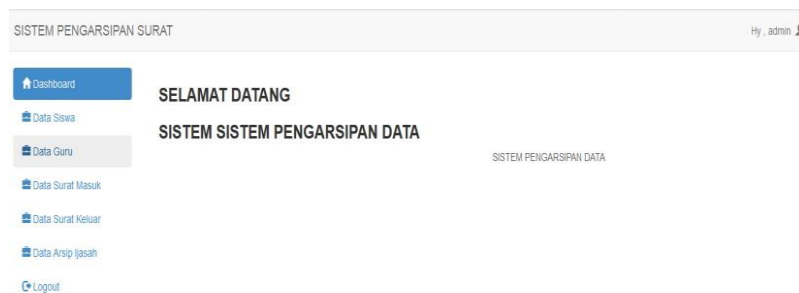 SISTEM PENGARSIPAN SURAT
Hy , admin
Dashboard
Data Siswa
Data Guru
Data Surat Masuk
Data Surat Keluar
Data Arsip Ijasah
Logout
SELAMAT DATANG
SISTEM SISTEM PENGARSIPAN DATA
SISTEM PENGARSIPAN DATA